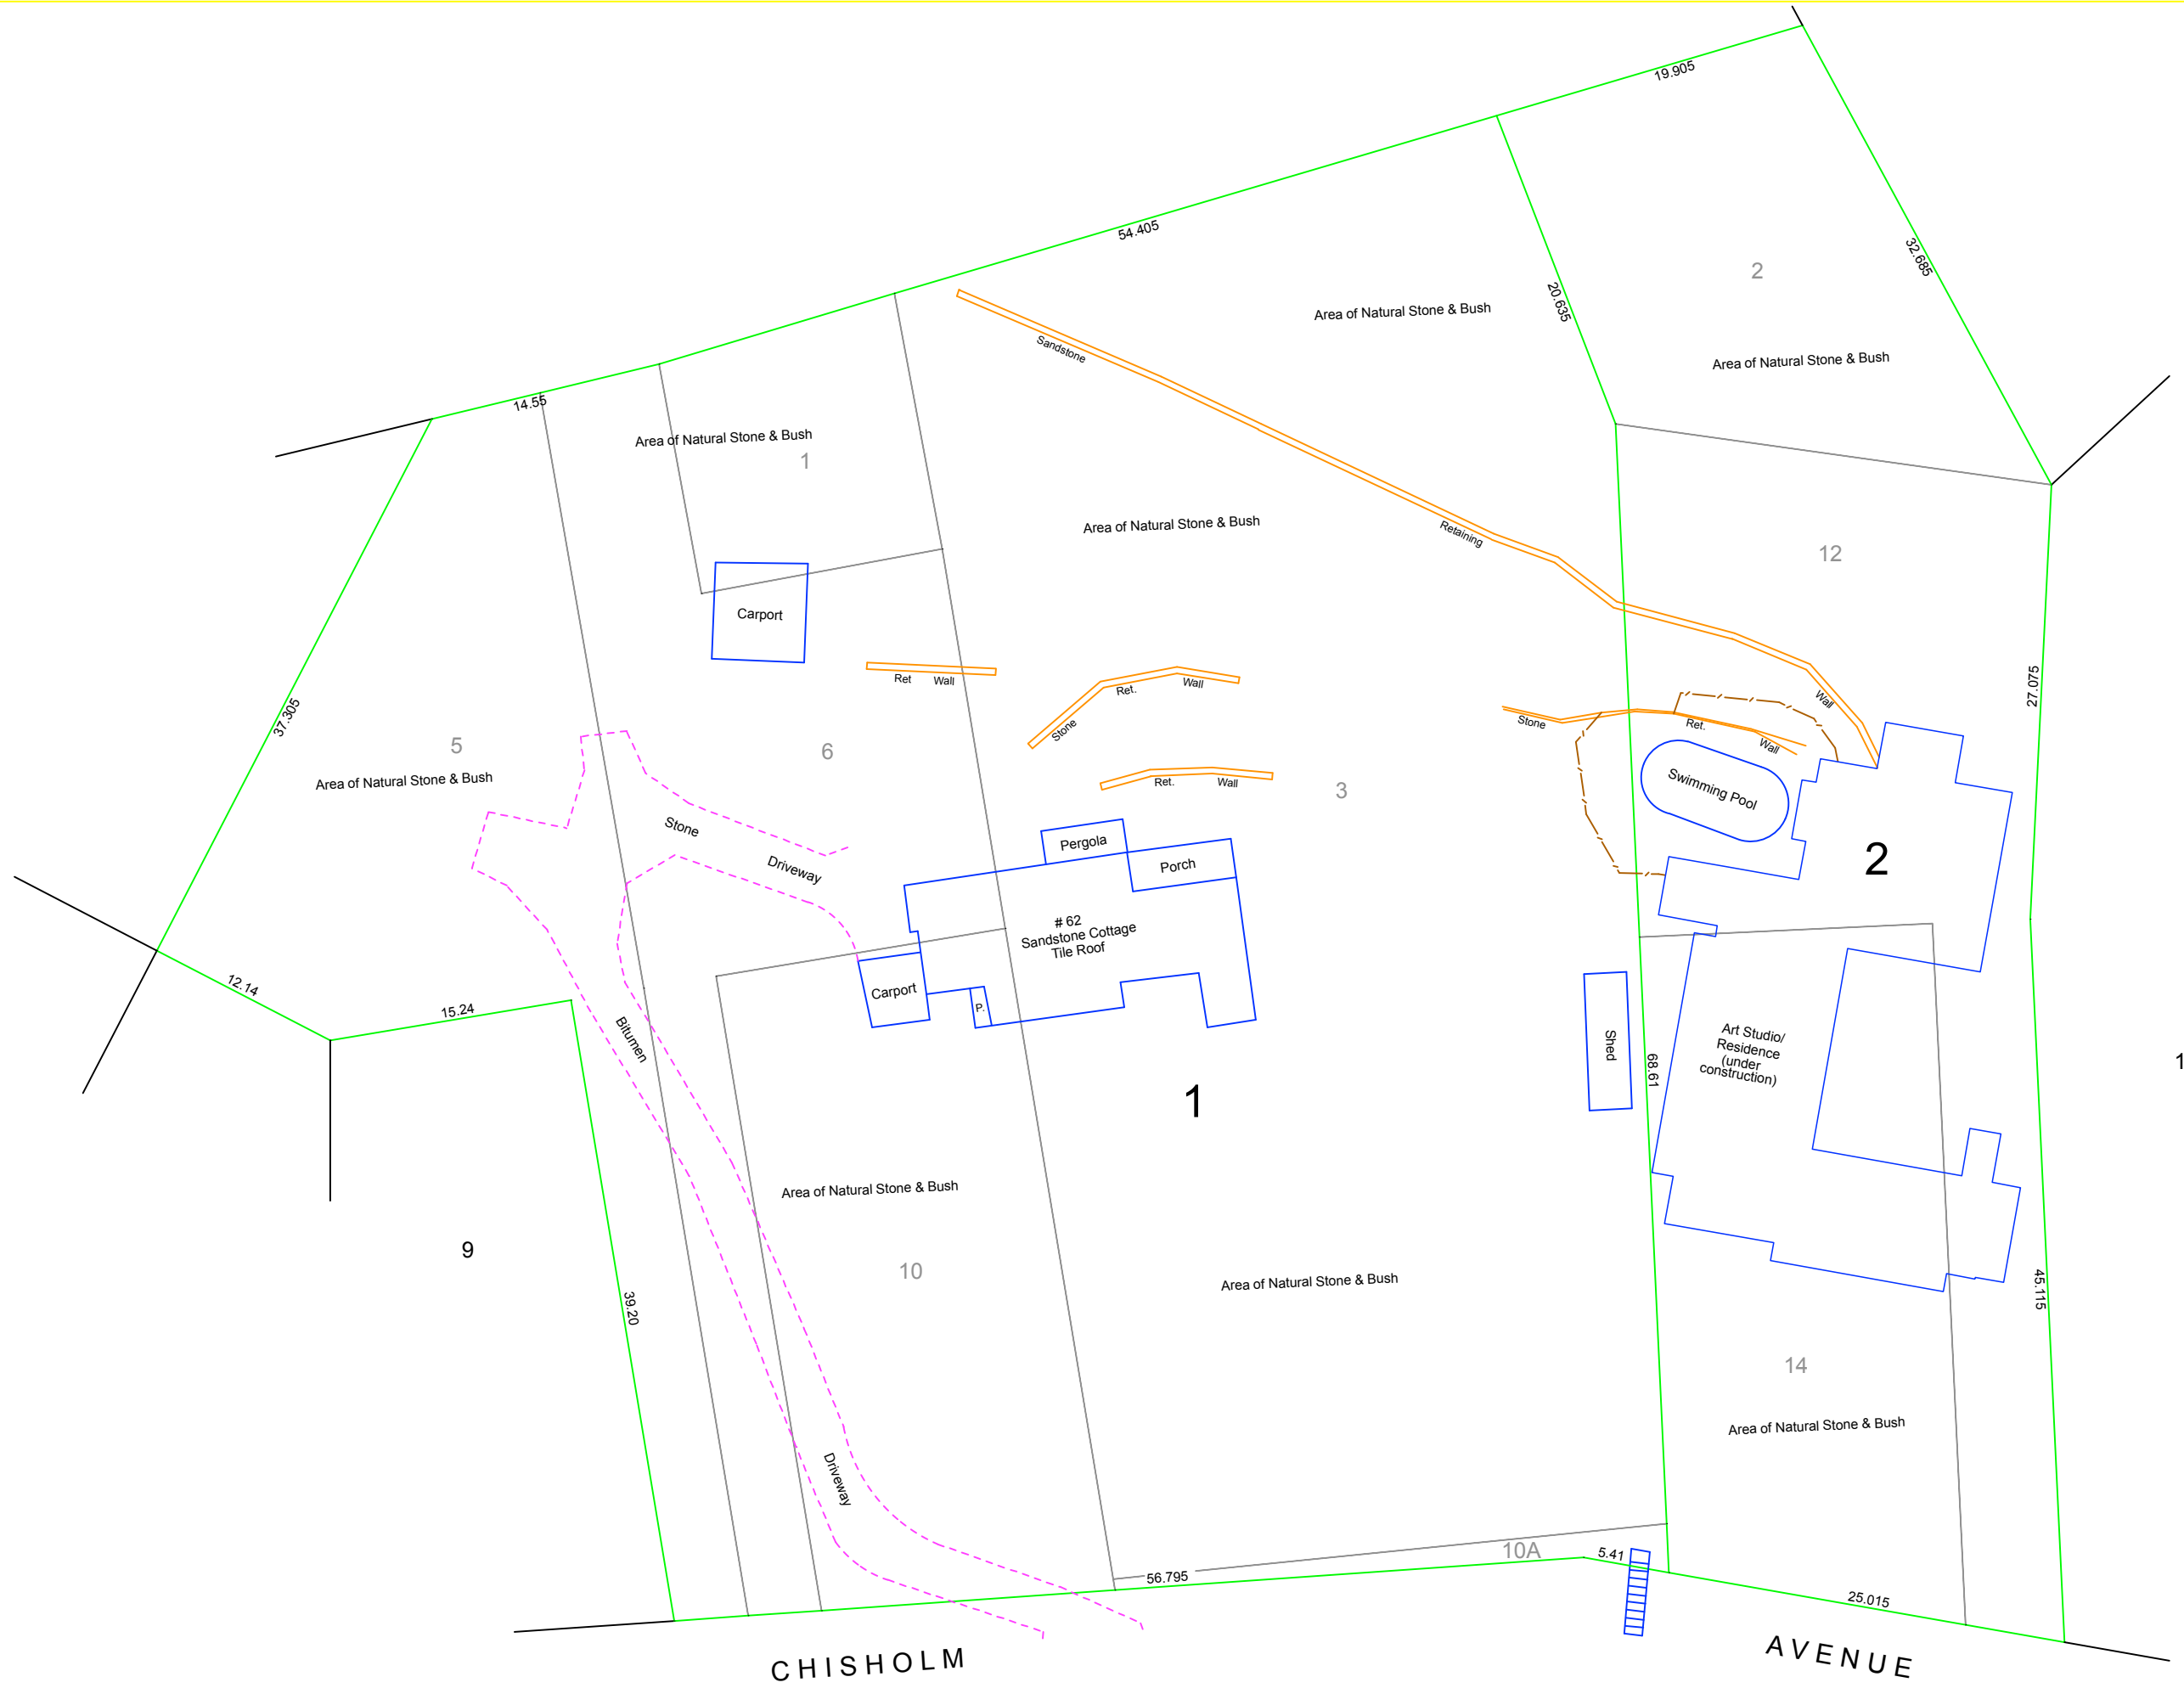 19.905
54.405
32.685
2
20.635
Area of Natural Stone & Bush
Sandstone
Area of Natural Stone & Bush
14.55
Area of Natural Stone & Bush
1
Area of Natural Stone & Bush
Retaining
12
Carport
Ret Wall
Ret. Wall
Stone
27.075
Wall
37.305
Stone
Ret.
Wall
5
6
Area of Natural Stone & Bush
Ret. Wall
3
Swimming Pool
Stone
Driveway
Pergola
Porch
2
# 62
Sandstone Cottage
Tile Roof
12.14
15.24
Carport
P.
Bitumen
Shed
68.61
Art Studio/
Residence
(under
construction)
1
1
Area of Natural Stone & Bush
9
10
Area of Natural Stone & Bush
39.20
45.115
14
Area of Natural Stone & Bush
Driveway
10A
5.41
56.795
25.015
CHISHOLM
AVENUE